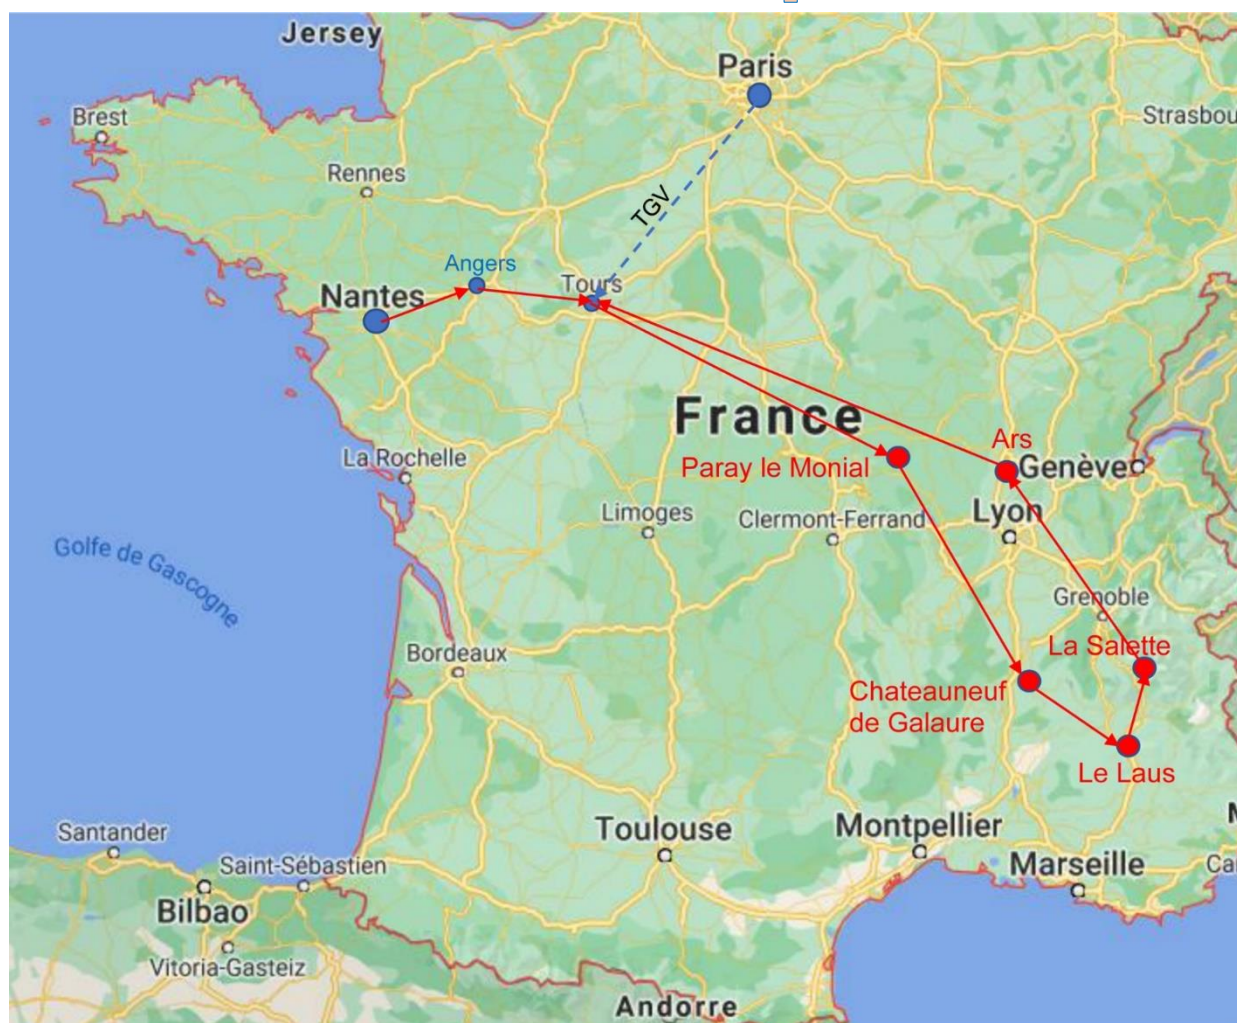 Jersey
Paris
Brest
Strasbou
Rennes
TGV
Angers
Tours
Nantes
France
Ars
La Rochelle
Paray le Monial
Genève
Limoges
Clermont-Ferrand
Lyon
Golfe de Gascogne
Grenoble
La Salette
Bordeaux
Chateauneuf
de Galaure
Le Laus
Santander
Toulouse
Montpellier
M
Saint-Sébastien
Marseille
Cai
Bilbao
Vitoria-Gasteiz
Andorre